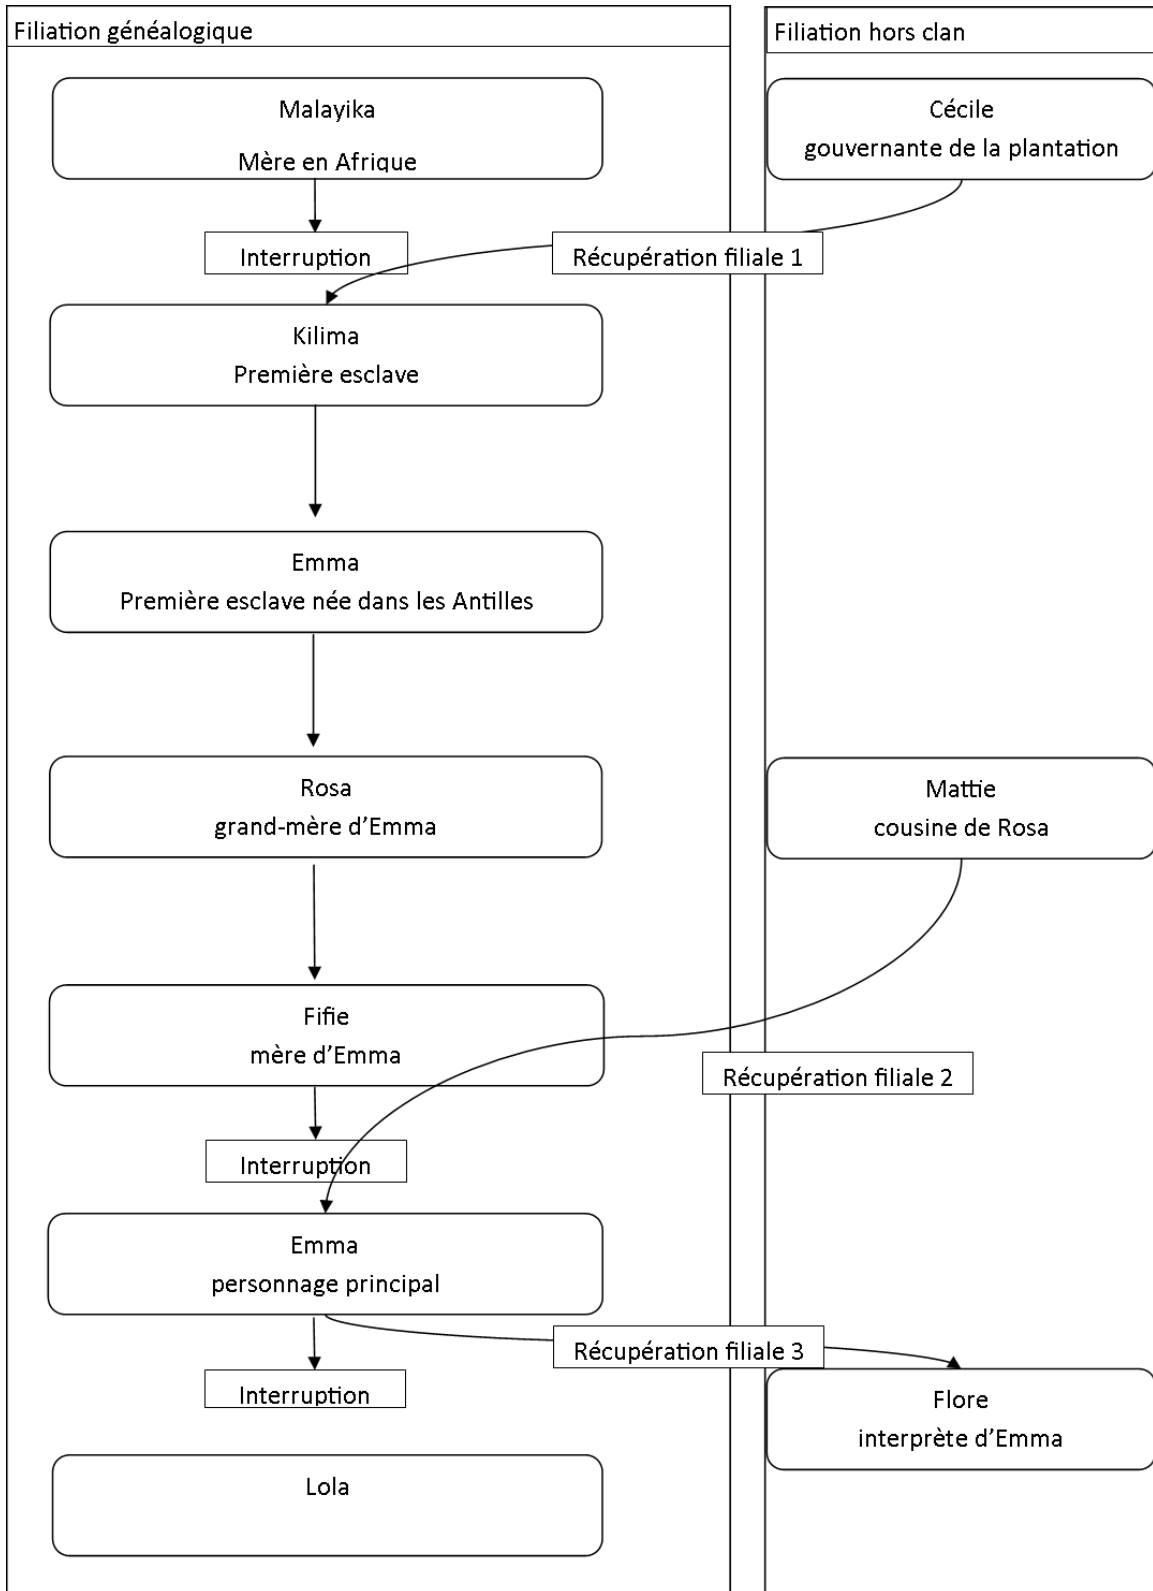 Filiation généalogique
Filiation hors clan
Malayika
Mère en Afrique
Cécile
gouvernante de la plantation
Interruption
Récupération filiale 1
Kilima
Première esclave
Emma
Première esclave née dans les Antilles
Rosa
grand-mère d’Emma
Mattie
cousine de Rosa
Fifie
mère d’Emma
Récupération filiale 2
Interruption
Emma
personnage principal
Récupération filiale 3
Interruption
Flore
interprète d’Emma
Lola